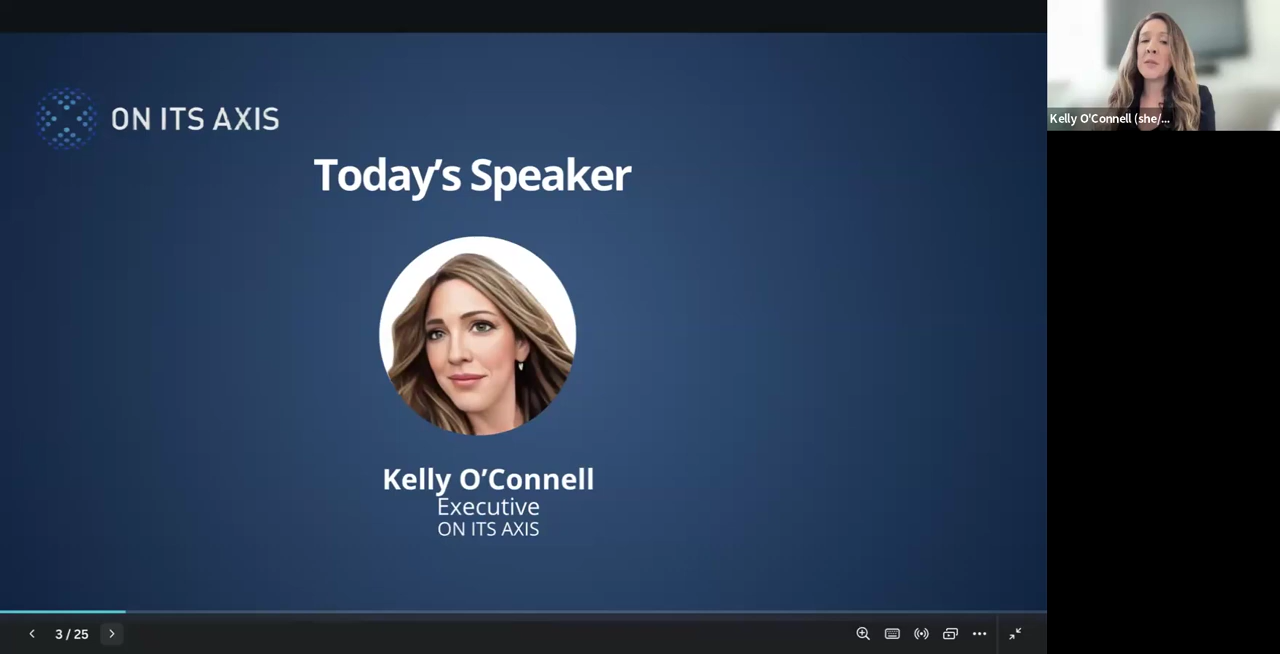 ON ITS AXIS
Today's Speaker
Kelly O'Connell
Executive
ON ITS AXIS
Kelly O'Connell (she/...
3 / 25